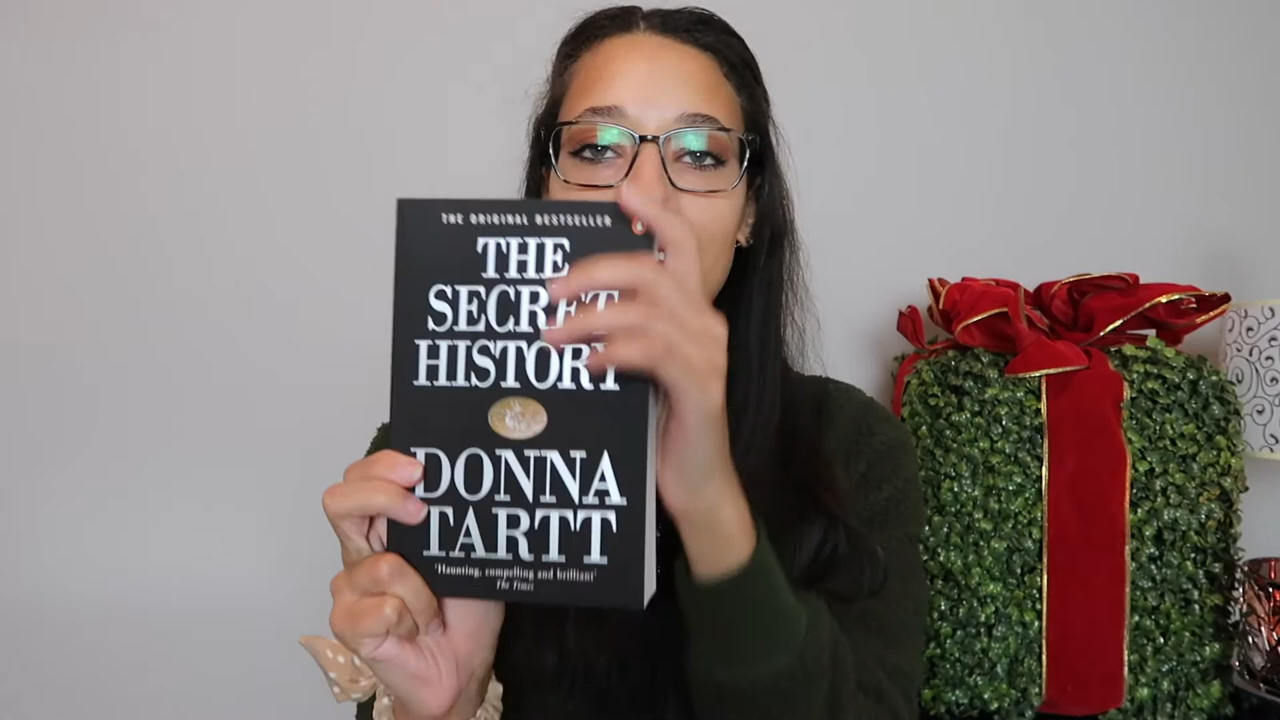 THE ORIGINAL BESTSELLER
THE
SECRET
HISTORY
DONNA
TARTT
'Haunting, compelling and brilliant'
The Times